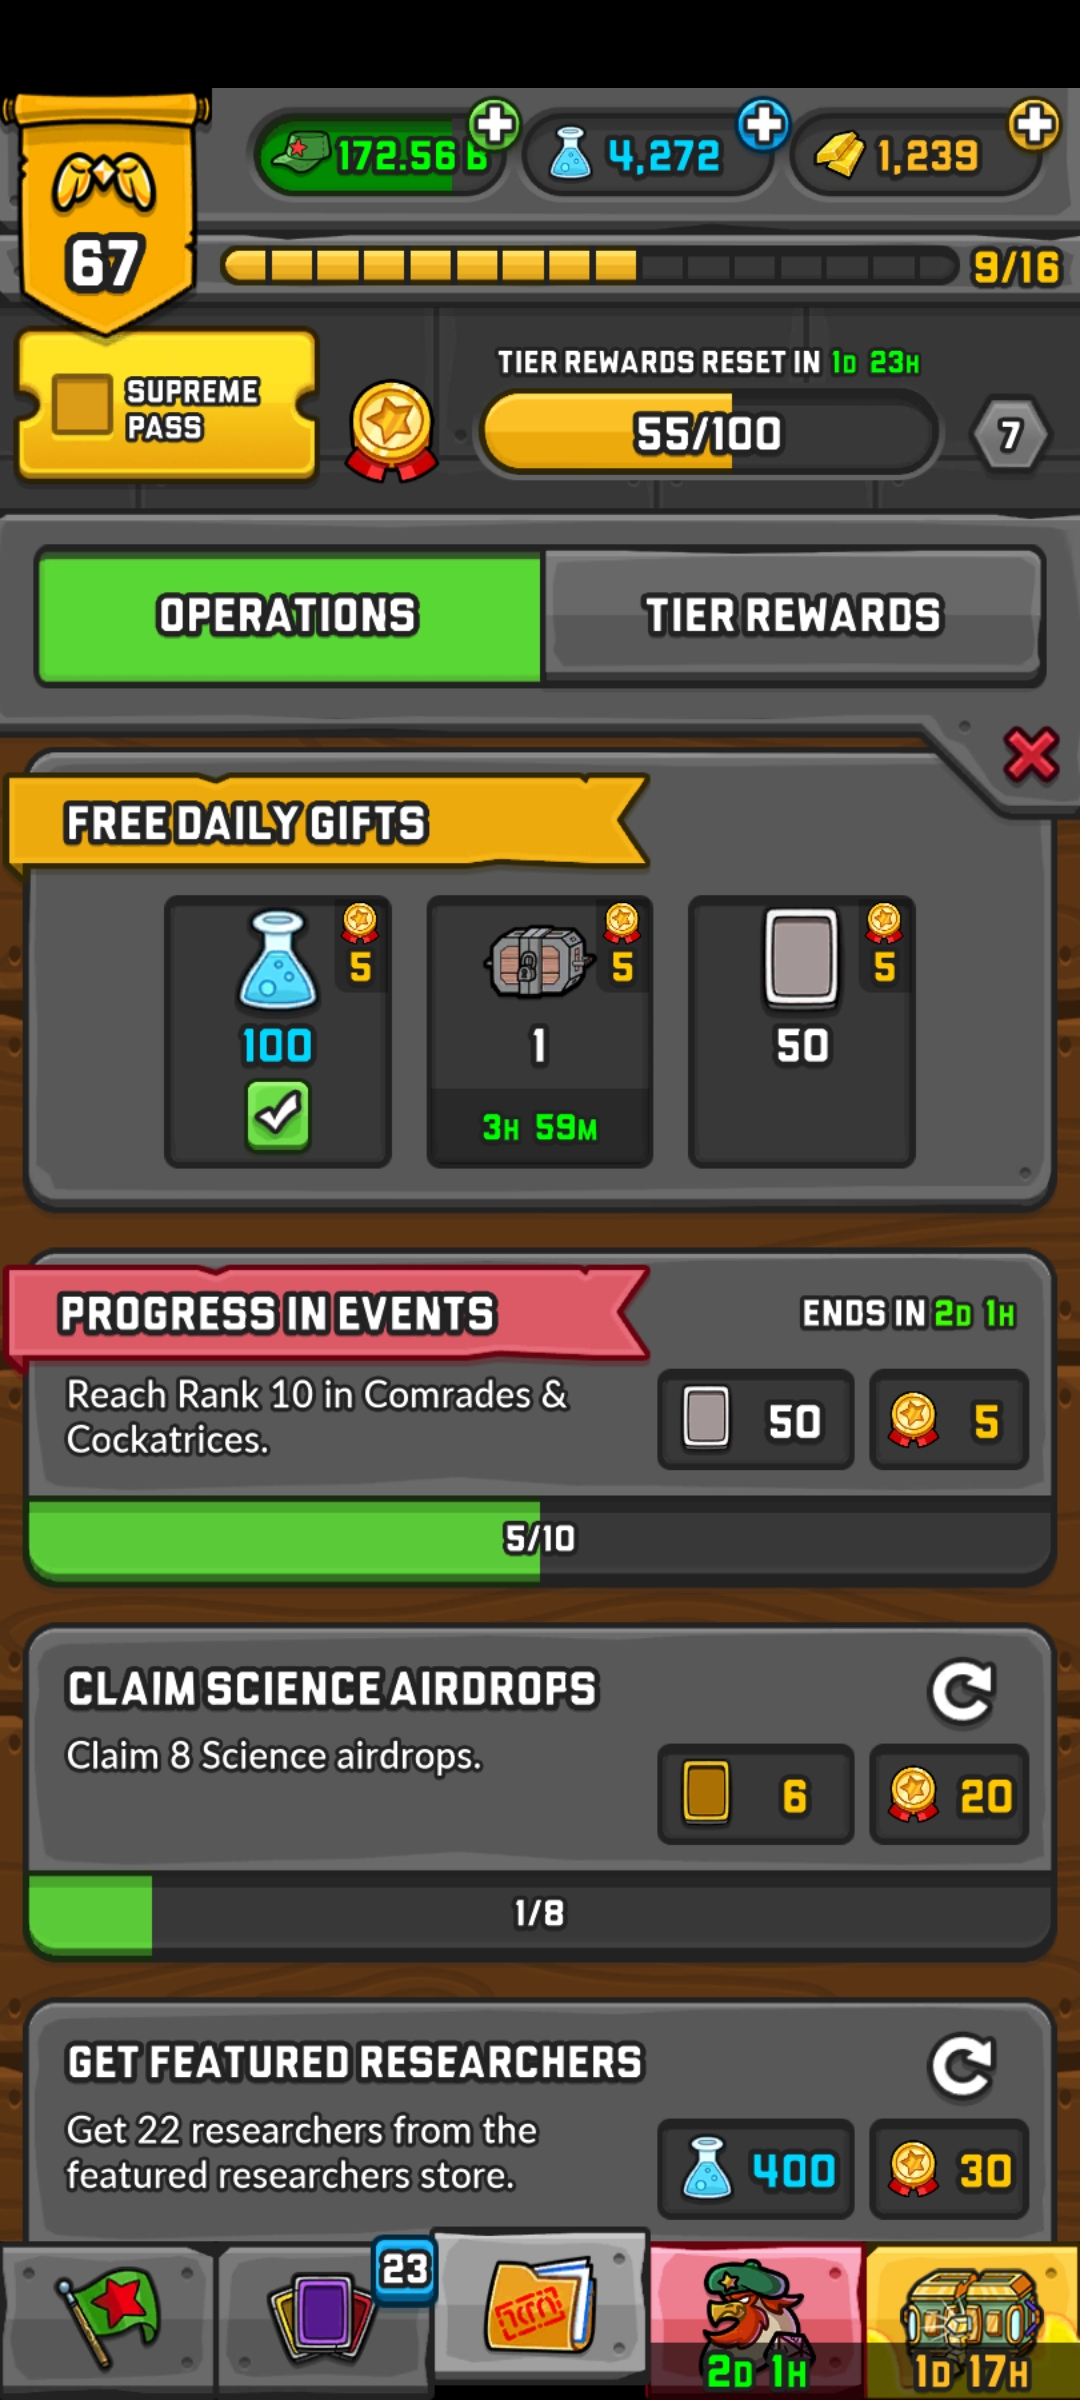 172.56 B
4,272
1,239
67
9/16
SUPREME
PASS
TIER REWARDS RESET IN 1D 23H
55/100
7
OPERATIONS
TIER REWARDS
FREE DAILY GIFTS
5
5
5
100
1
50
3H 59M
PROGRESS IN EVENTS
ENDS IN 2D 1H
Reach Rank 10 in Comrades &
Cockatrices.
50
5
5/10
CLAIM SCIENCE AIRDROPS
Claim 8 Science airdrops.
6
20
1/8
GET FEATURED RESEARCHERS
Get 22 researchers from the
featured researchers store.
400
30
23
2D 1H
1D 17H